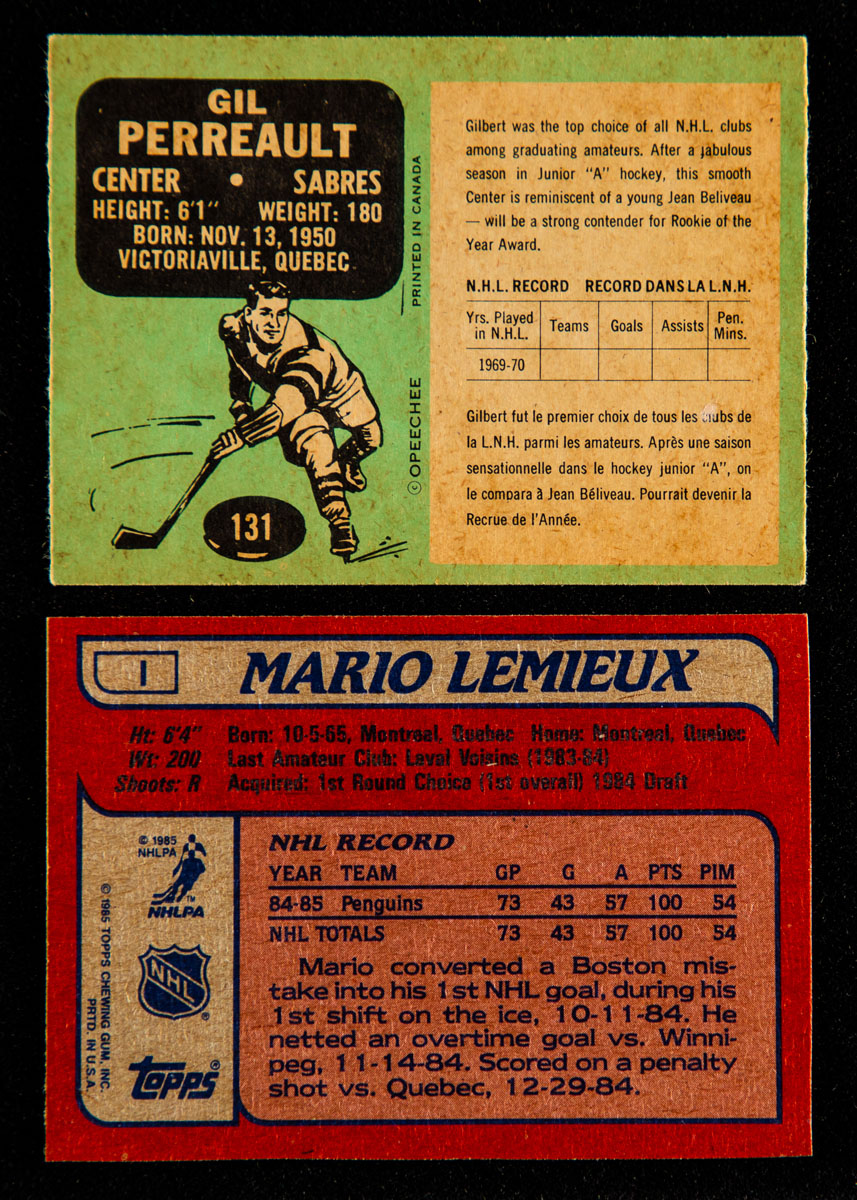 GIL
PERREAULT
CENTER • SABRES
HEIGHT: 6'1" WEIGHT: 180
BORN: NOV. 13, 1950
VICTORIAVILLE, QUEBEC
PRINTED IN CANADA
© OPEECHEE
131
Gilbert was the top choice of all N.H.L. clubs
among graduating amateurs. After a fabulous
season in Junior "A" hockey, this smooth
Center is reminiscent of a young Jean Beliveau
— will be a strong contender for Rookie of the
Year Award.
N.H.L. RECORD RECORD DANS LA L.N.H.
Yrs. Played in N.H.L. Teams Goals Assists Pen. Mins.
1969-70
Gilbert fut le premier choix de tous les clubs de
la L.N.H. parmi les amateurs. Après une saison
sensationnelle dans le hockey junior "A", on
le compara à Jean Béliveau. Pourrait devenir la
Recrue de l'Année.
1
MARIO LEMIEUX
Ht: 6'4" Born: 10-5-65, Montreal, Quebec Home: Montreal, Quebec
Wt: 200 Last Amateur Club: Laval Voisins (1983-84)
Shoots: R Acquired: 1st Round Choice (1st overall) 1984 Draft
© 1985
NHLPA
NHLPA
TM
NHL
®
topps®
© 1985 TOPPS CHEWING GUM, INC.
PRTD. IN U.S.A.
NHL RECORD
YEAR TEAM GP G A PTS PIM
84-85 Penguins 73 43 57 100 54
NHL TOTALS 73 43 57 100 54
Mario converted a Boston mis-
take into his 1st NHL goal, during his
1st shift on the ice, 10-11-84. He
netted an overtime goal vs. Winni-
peg, 11-14-84. Scored on a penalty
shot vs. Quebec, 12-29-84.